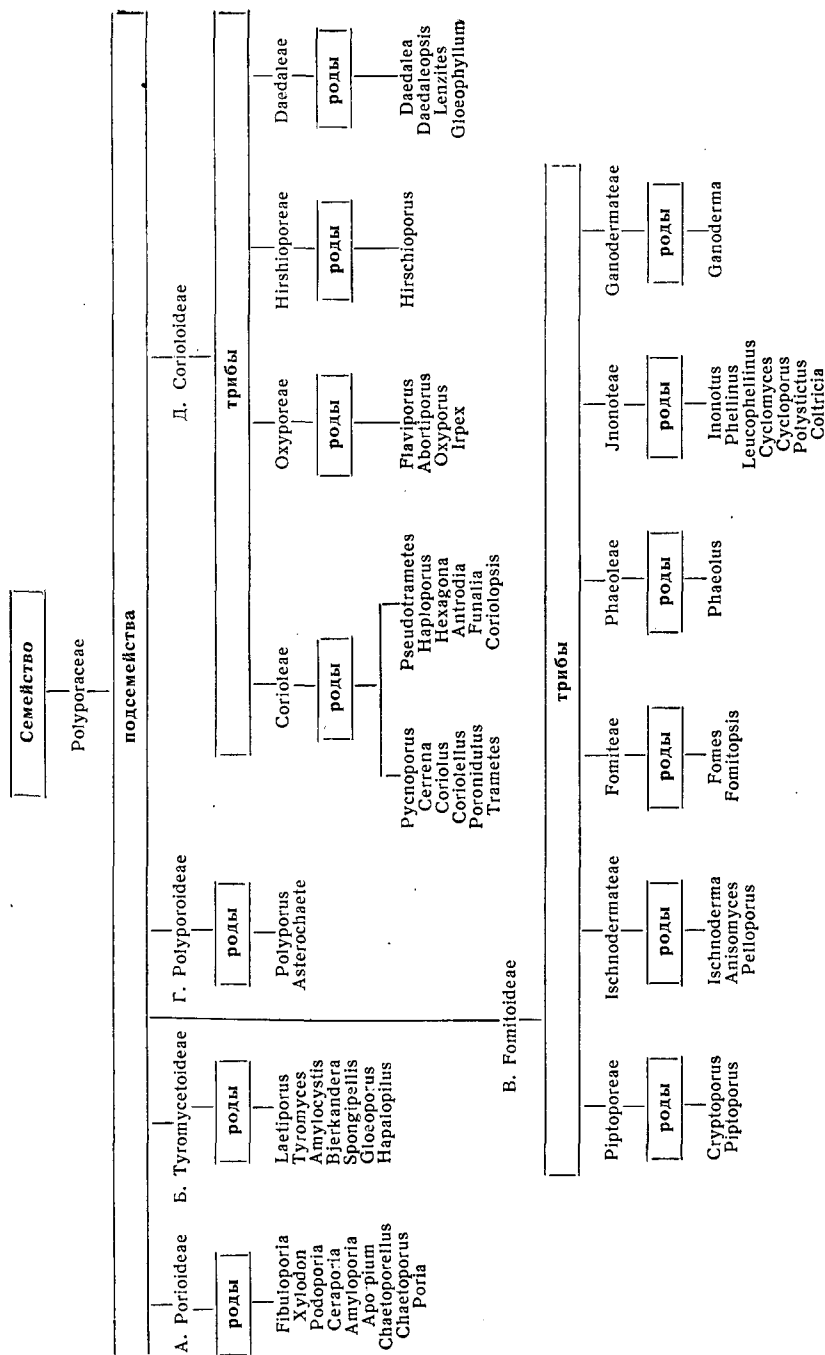 Семейство
Polyporaceae
подсемейства
А. Porioideae
роды
Fibuloporia
Xylodon
Podoporia
Ceraporia
Amyloporia
Chaetoporellus
Chaetoporus
Poria
Б. Tyromycetoideae
роды
Laetiporus
Tyromyces
Amylocystis
Bjerkandera
Spongipellis
Gloeoporus
Hapalopilus
Г. Polyporoideae
роды
Polyporus
Asterochaete
Д. Corioloideae
трибы
Corioleae
роды
Pycnoporus
Cerrena
Coriolus
Coriolellus
Poronidulus
Trametes
Pseudotrametes
Haploporus
Hexagona
Antrodia
Funalia
Coriolopsis
Oxyporeae
роды
Flaviporus
Abortiporus
Oxyporus
Irpex
Hirshioporeae
роды
Hirschioporus
Daedaleae
роды
Daedalea
Daedaleopsis
Lenzites
Gloeophyllum
В. Fomitoideae
трибы
Piptoporeae
роды
Cryptoporus
Piptoporus
Ischnodermateae
роды
Ischnoderma
Anisomyces
Pelloporus
Fomiteae
роды
Fomes
Fomitopsis
Phaeoleae
роды
Phaeolus
Jnonoteae
роды
Inonotus
Phellinus
Leucophellinus
Cyclomyces
Cycloporus
Polystictus
Coltricia
Ganodermateae
роды
Ganoderma